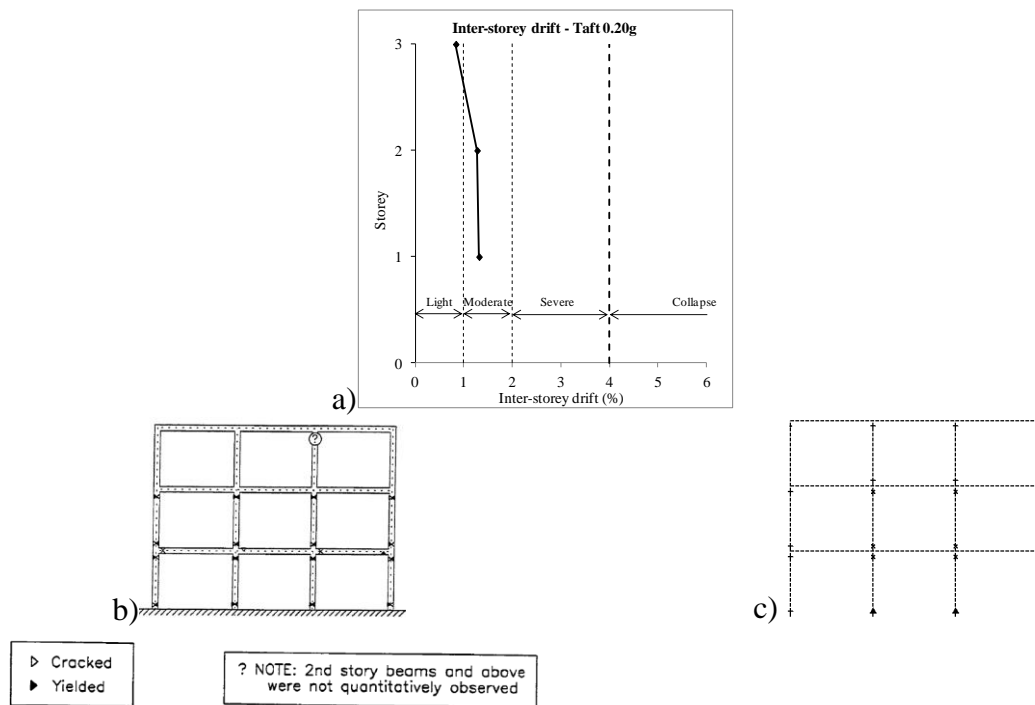 Inter-storey drift - Taft 0.20g
3
2
1
0
Storey
Light
Moderate
Severe
Collapse
0 1 2 3 4 5 6
Inter-storey drift (%)
a)
?
b)
c)
Cracked
Yielded
? NOTE: 2nd story beams and above
were not quantitatively observed